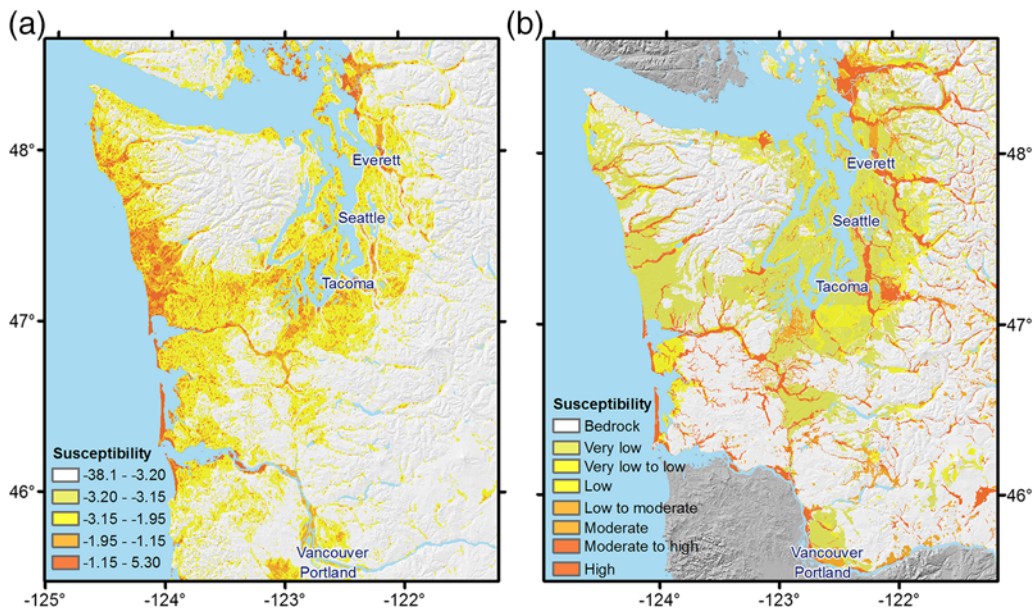 (a)
48°
47°
46°
Everett
Seattle
Tacoma
Vancouver
Portland
Susceptibility
-38.1 - -3.20
-3.20 - -3.15
-3.15 - -1.95
-1.95 - -1.15
-1.15 - 5.30
-125
-124
-123
-122
(b)
Everett
Seattle
Tacoma
Vancouver
Portland
Susceptibility
Bedrock
Very low
Very low to low
Low
Low to moderate
Moderate
Moderate to high
High
48°
47°
46°
-124
-123
-122